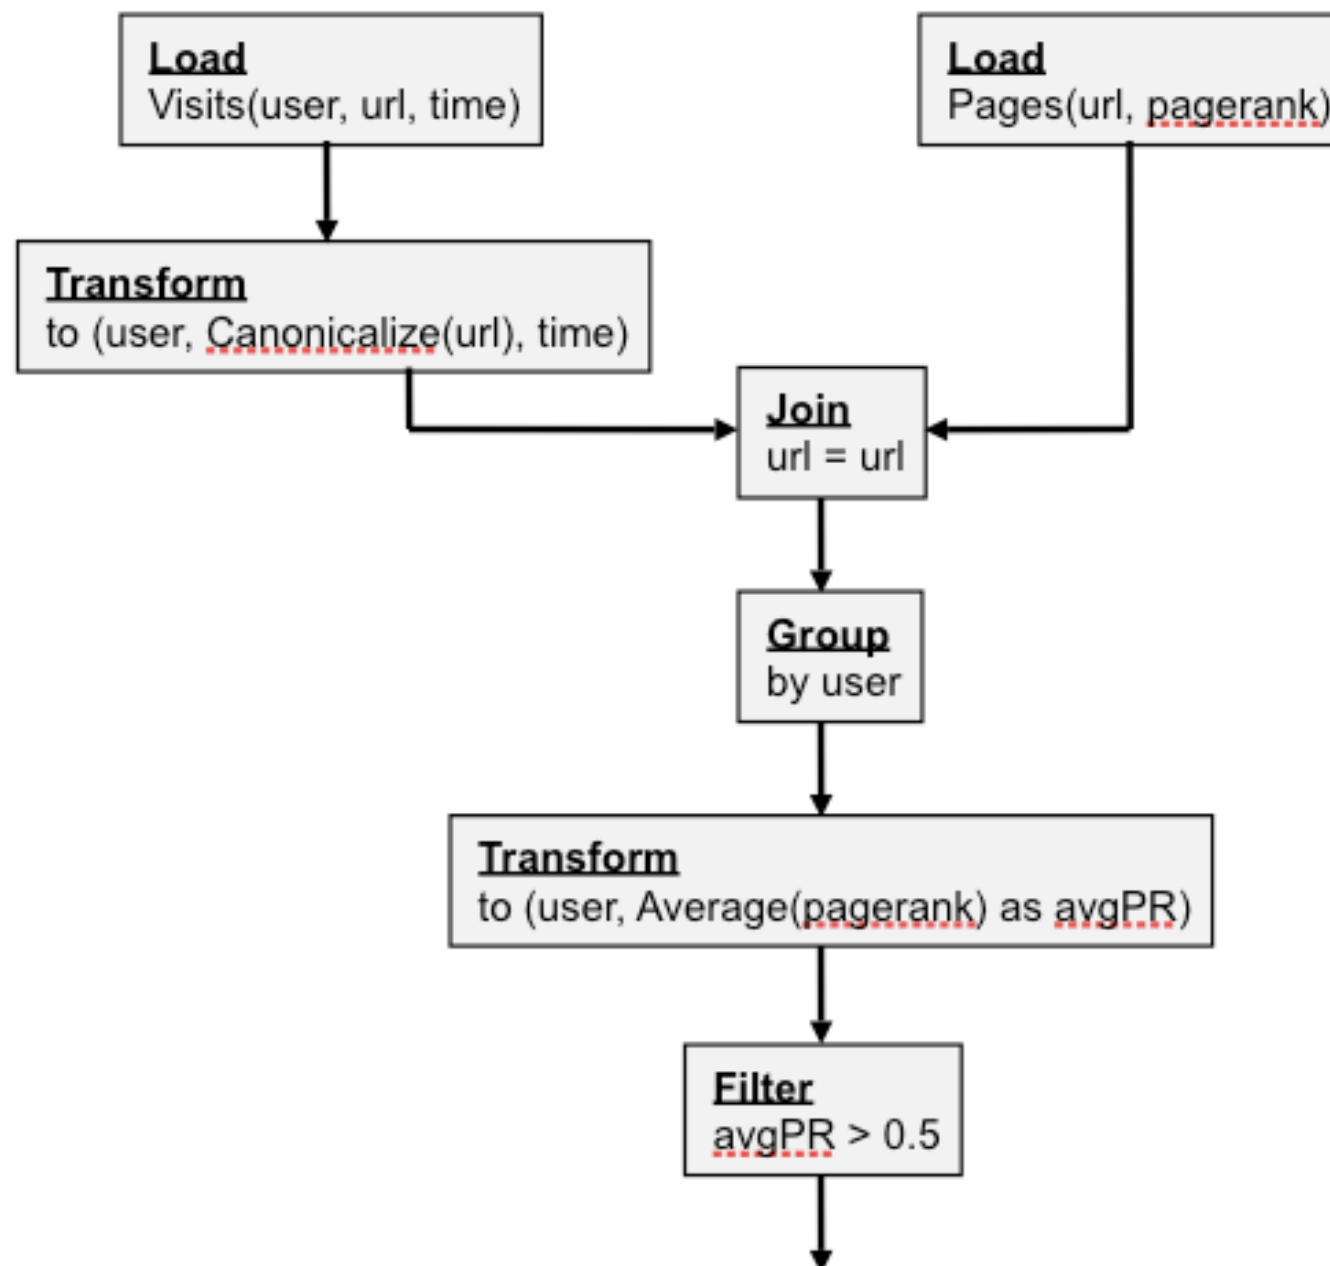 Load
Visits(user, url, time)
Load
Pages(url, pagerank)
Transform
to (user, Canonicalize(url), time)
Join
url = url
Group
by user
Transform
to (user, Average(pagerank) as avgPR)
Filter
avgPR > 0.5